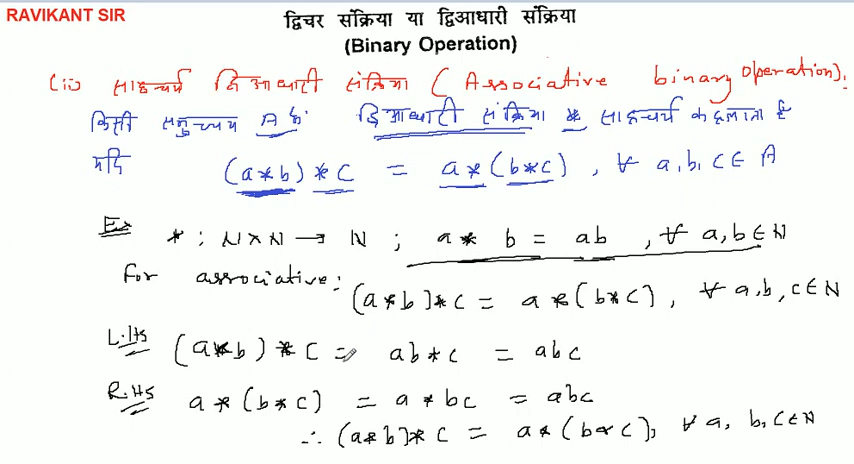 RAVIKANT SIR
द्विचर संक्रिया या द्विआधारी संक्रिया
(Binary Operation)
(ii) साहचर्य द्विआधारी संक्रिया (Associative binary Operation).
किसी समुच्चय A में द्विआधारी संक्रिया * साहचर्य कहलाता है
यदि (a*b)*c = a*(b*c), ∀ a,b,c∈A
Ex *: N×N → N ; a * b = ab , ∀ a,b∈N
For associative: (a*b)*c = a*(b*c), ∀ a,b,c∈N
L.H.S (a*b)*c = ab*c = abc
R.H.S a*(b*c) = a*bc = abc
∴ (a*b)*c = a*(b*c), ∀ a, b,c∈N